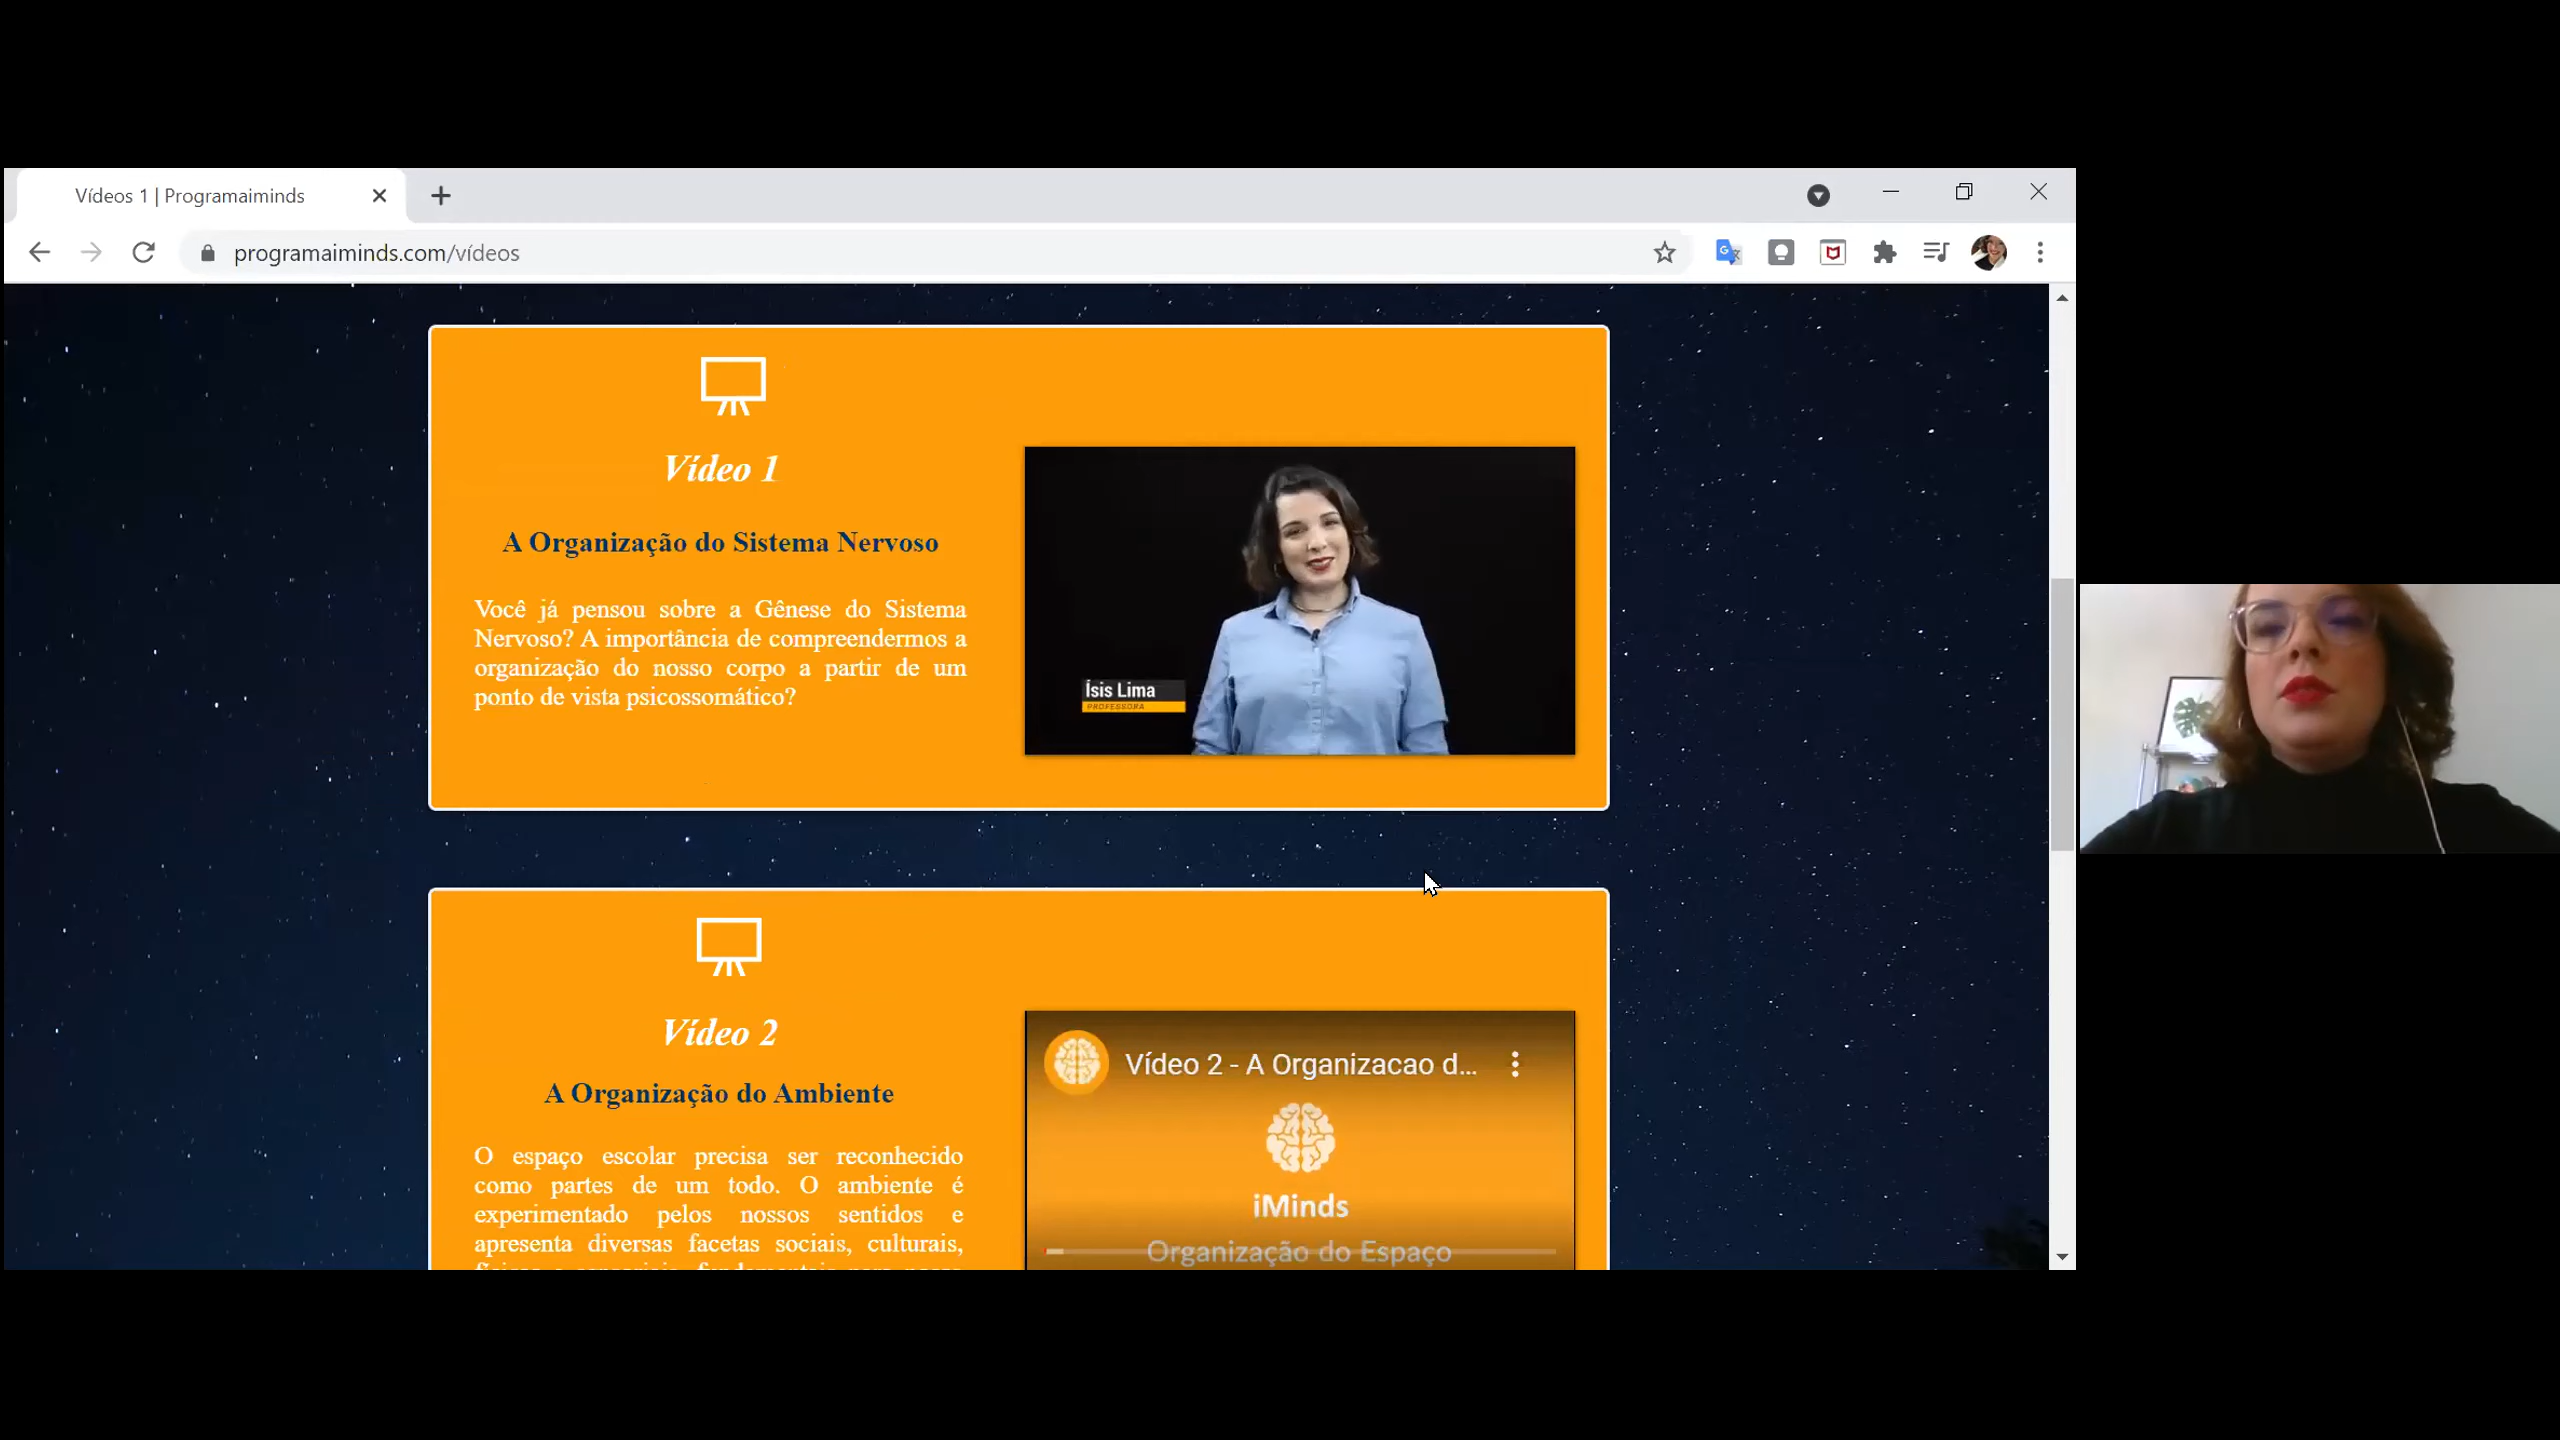 Vídeos 1 | Programaiminds
programaiminds.com/vídeos
Vídeo 1
A Organização do Sistema Nervoso
Você já pensou sobre a Gênese do Sistema
Nervoso? A importância de compreendermos a
organização do nosso corpo a partir de um
ponto de vista psicossomático?
Ísis Lima
PROFESSORA
Vídeo 2
A Organização do Ambiente
O espaço escolar precisa ser reconhecido
como partes de um todo. O ambiente é
experimentado pelos nossos sentidos e
apresenta diversas facetas sociais, culturais,
Vídeo 2 - A Organizacao d...
iMinds
Organização do Espaço